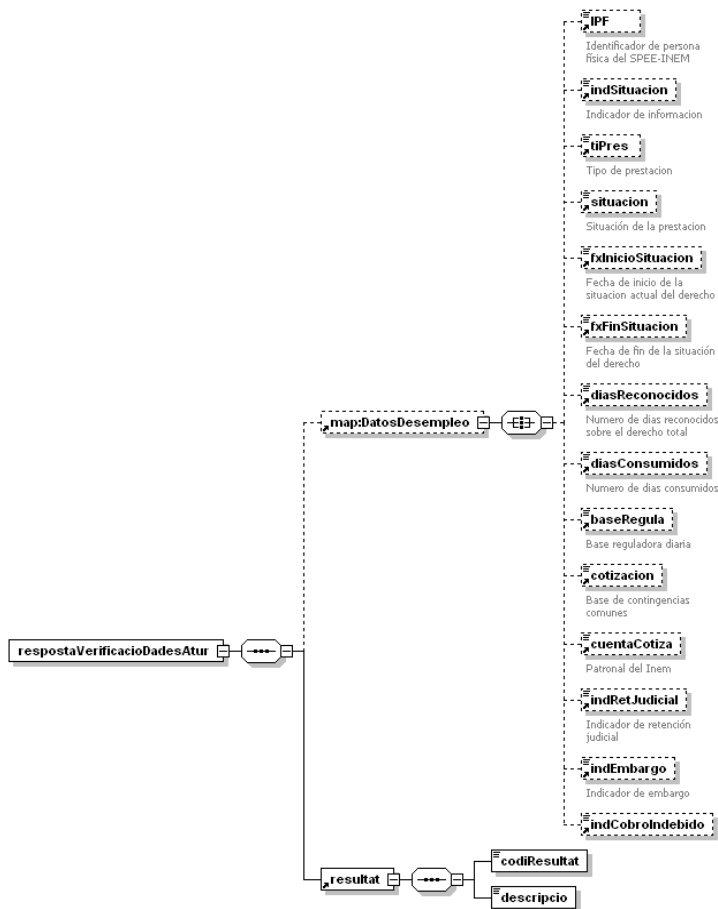 IPF
Identificador de persona
física del SPEE-INEM
indSituacion
Indicador de informacion
tiPres
Tipo de prestacion
situacion
Situación de la prestacion
fxInicioSituacion
Fecha de inicio de la
situacion actual del derecho
fxFinSituacion
Fecha de fin de la situación
del derecho
diasReconocidos
Numero de dias reconocidos
sobre el derecho total
map:DatosDesempleo
diasConsumidos
Numero de dias consumidos
baseRegula
Base reguladora diaria
cotizacion
Base de contingencias
comunes
cuentaCotiza
Patronal del Inem
respostaVerificacioDadesAtur
indRetJudicial
Indicador de retención
judicial
indEmbargo
Indicador de embargo
indCobroIndebido
resultat
codiResultat
descripcio